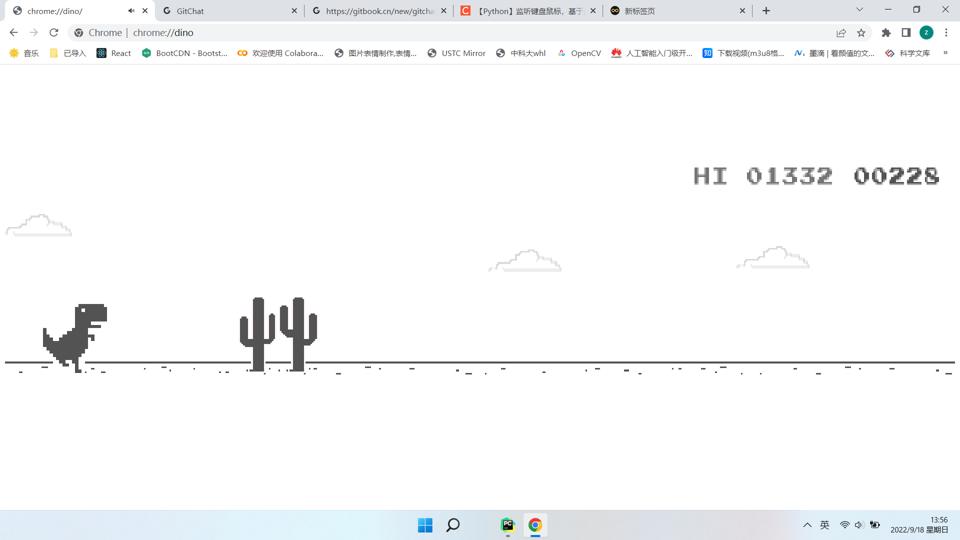 chrome://dino/
GitChat
https://gitbook.cn/new/gitcha
【Python】监听键盘鼠标，基于
新标签页
Chrome | chrome://dino
音乐
已导入
React
BootCDN - Bootst...
欢迎使用 Colabora...
图片表情制作,表情...
USTC Mirror
中科大whl
OpenCV
人工智能入门级开...
下载视频(m3u8格...
墨滴 | 看颜值的文...
科学文库
HI 01332 00228
英
13:56
2022/9/18 星期日